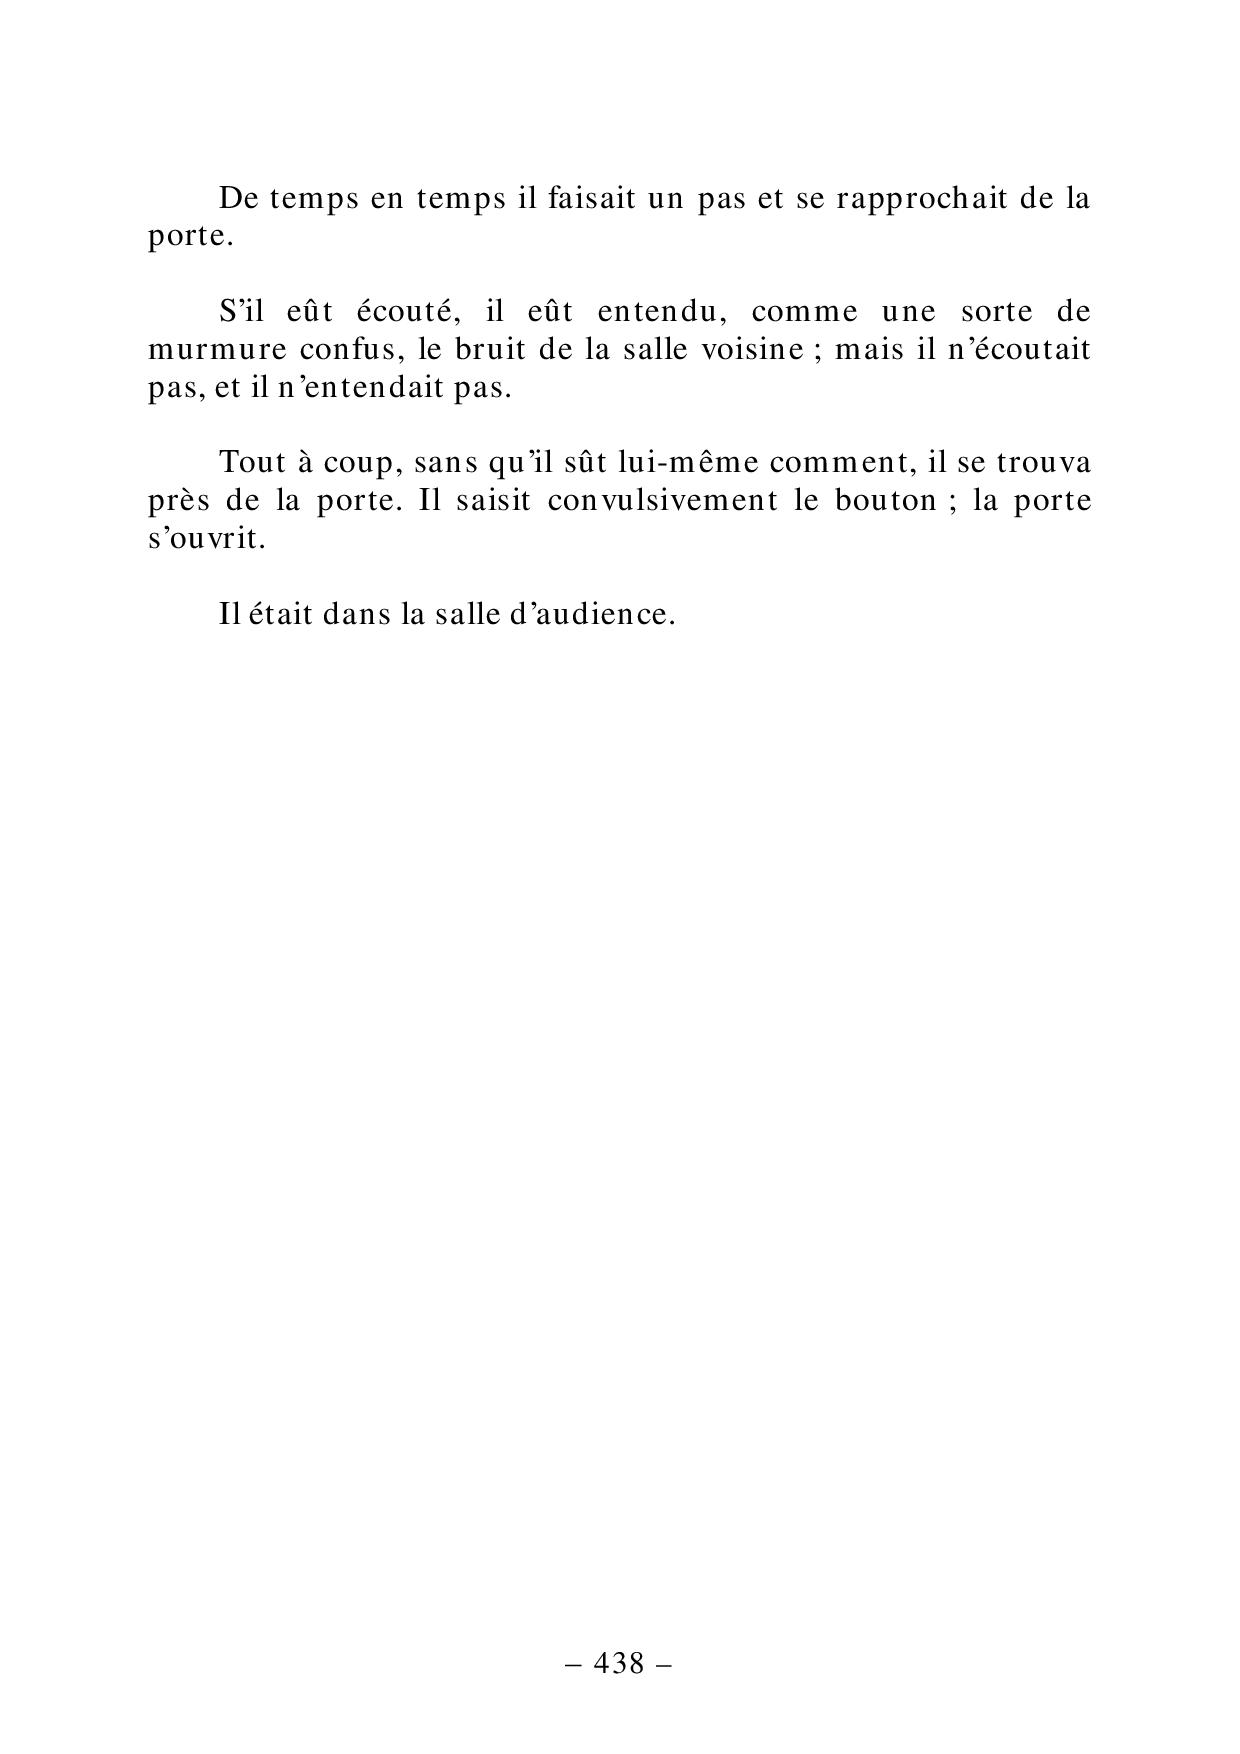 De temps en temps il faisait un pas et se rapprochait de la
porte.
S’il eût écouté, il eût entendu, comme une sorte de
murmure confus, le bruit de la salle voisine ; mais il n’écoutait
pas, et il n’entendait pas.
Tout à coup, sans qu’il sût lui-même comment, il se trouva
près de la porte. Il saisit convulsivement le bouton ; la porte
s’ouvrit.
Il était dans la salle d’audience.
– 438 –